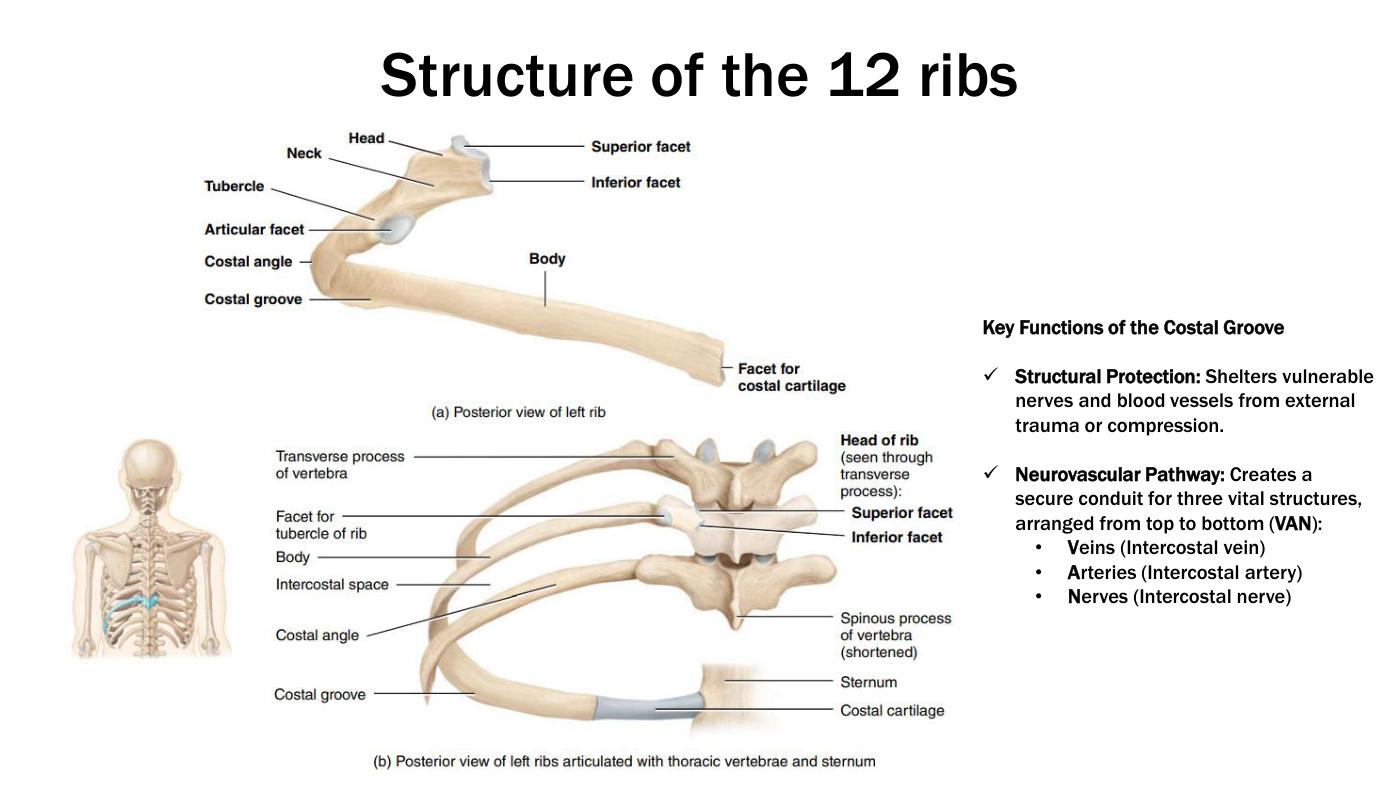 Structure of the 12 ribs
Head
Neck
Tubercle
Articular facet
Costal angle
Costal groove
Superior facet
Inferior facet
Body
Facet for
costal cartilage
(a) Posterior view of left rib
Transverse process
of vertebra
Facet for
tubercle of rib
Body
Intercostal space
Costal angle
Costal groove
Head of rib
(seen through
transverse
process):
Superior facet
Inferior facet
Spinous process
of vertebra
(shortened)
Sternum
Costal cartilage
(b) Posterior view of left ribs articulated with thoracic vertebrae and sternum
Key Functions of the Costal Groove
✓ Structural Protection: Shelters vulnerable
nerves and blood vessels from external
trauma or compression.
✓ Neurovascular Pathway: Creates a
secure conduit for three vital structures,
arranged from top to bottom (VAN):
• Veins (Intercostal vein)
• Arteries (Intercostal artery)
• Nerves (Intercostal nerve)